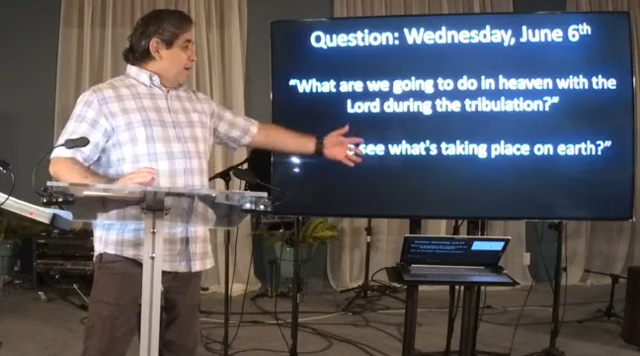 Question: Wednesday, June 6th
“What are we going to do in heaven with the
Lord during the tribulation?”
see what's taking place on earth?”